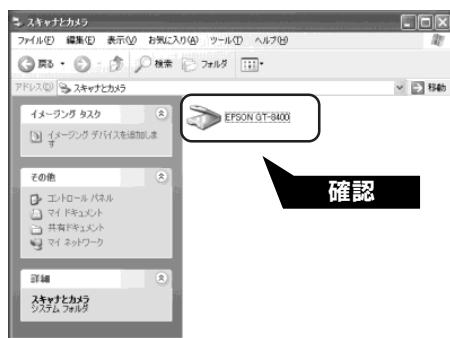 スキャナとカメラ
ファイル(F) 編集(E) 表示(V) お気に入り(A) ツール(T) ヘルプ(H)
戻る 検索 フォルダ
アドレス(D) スキャナとカメラ 移動
イメージング タスク
イメージング デバイスを追加しま
す
EPSON GT-8400
確認
その他
コントロール パネル
マイ ドキュメント
共有ドキュメント
マイ ネットワーク
詳細
スキャナとカメラ
システム フォルダ